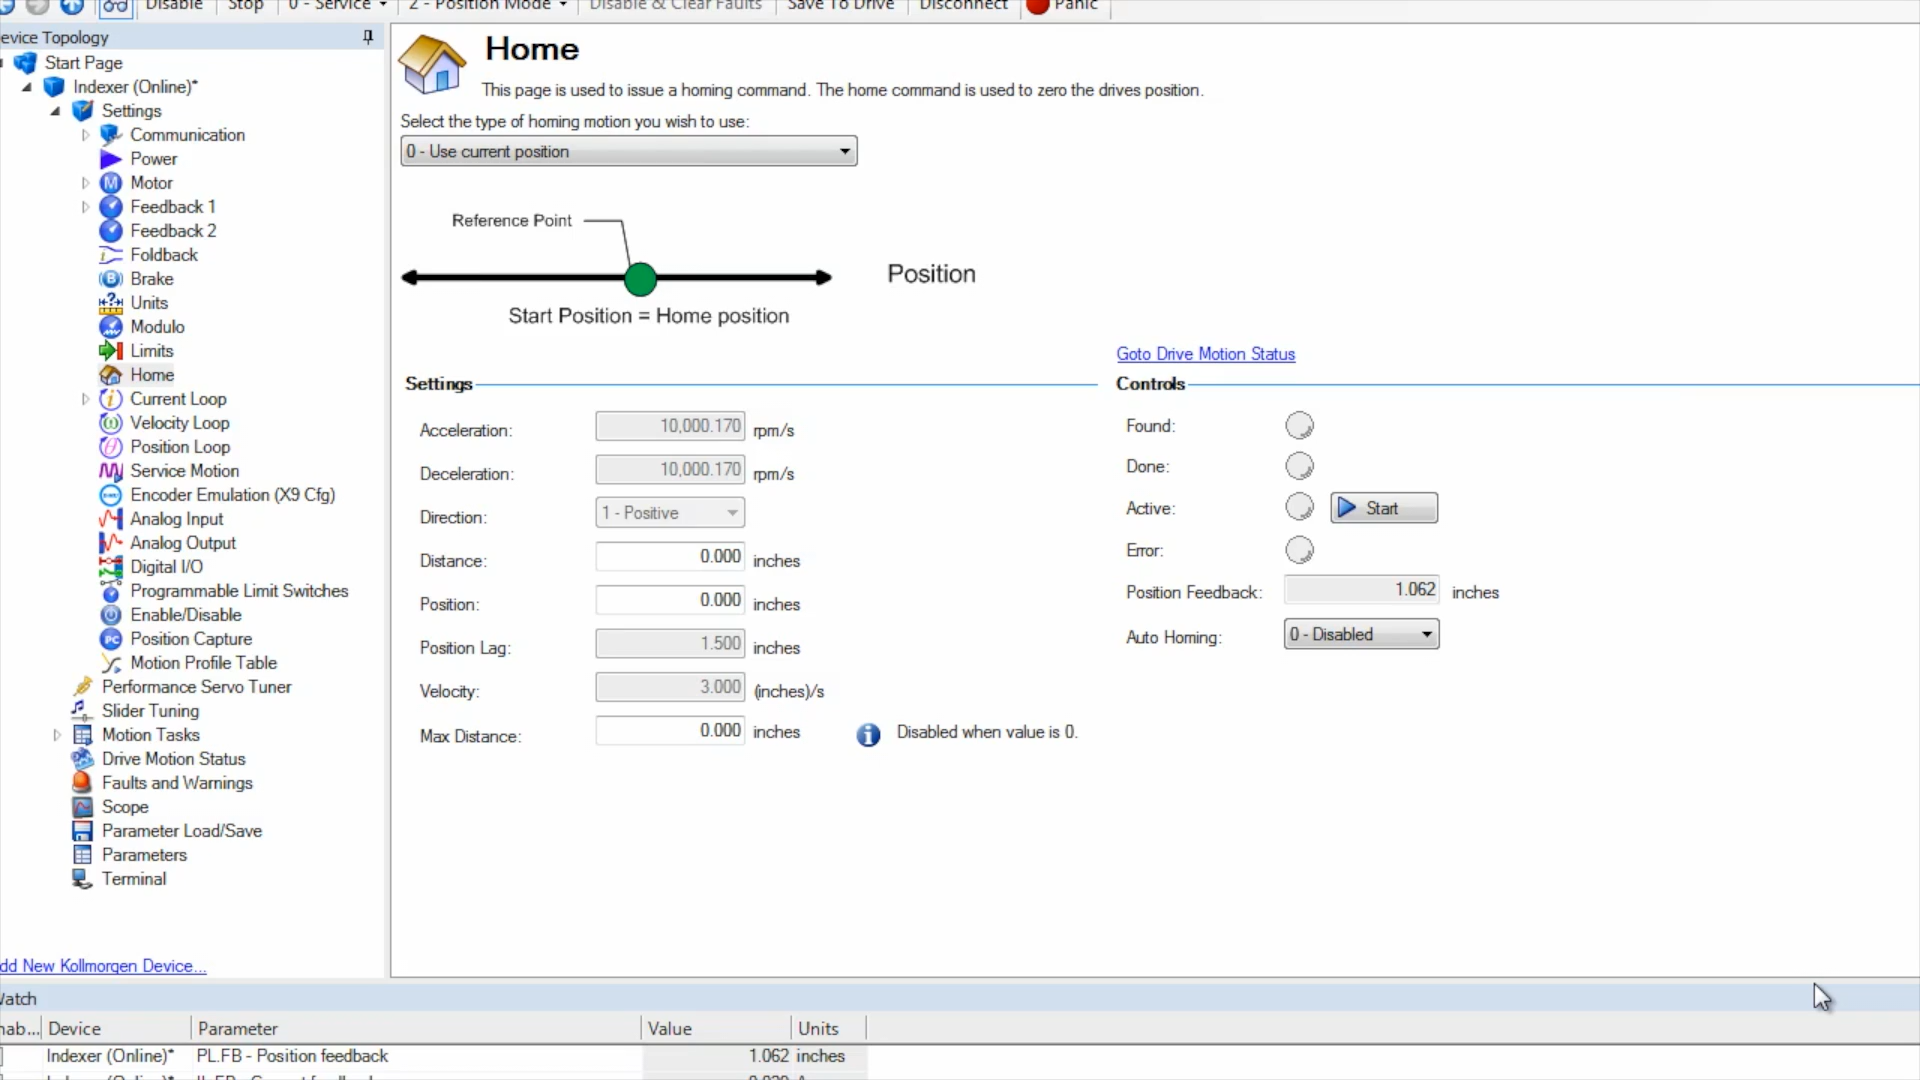 Disable Stop 0 - Service 2 - Position Mode Disable & Clear Faults Save To Drive Disconnect Panic
evice Topology
Start Page
Indexer (Online)*
Settings
Communication
Power
Motor
Feedback 1
Feedback 2
Foldback
Brake
Units
Modulo
Limits
Home
Current Loop
Velocity Loop
Position Loop
Service Motion
Encoder Emulation (X9 Cfg)
Analog Input
Analog Output
Digital I/O
Programmable Limit Switches
Enable/Disable
Position Capture
Motion Profile Table
Performance Servo Tuner
Slider Tuning
Motion Tasks
Drive Motion Status
Faults and Warnings
Scope
Parameter Load/Save
Parameters
Terminal
dd New Kollmorgen Device...
Home
This page is used to issue a homing command. The home command is used to zero the drives position.
Select the type of homing motion you wish to use:
0 - Use current position
Reference Point
Position
Start Position = Home position
Goto Drive Motion Status
Settings
Acceleration: 10,000.170 rpm/s
Deceleration: 10,000.170 rpm/s
Direction: 1 - Positive
Distance: 0.000 inches
Position: 0.000 inches
Position Lag: 1.500 inches
Velocity: 3.000 (inches)/s
Max Distance: 0.000 inches Disabled when value is 0.
Controls
Found:
Done:
Active: Start
Error:
Position Feedback: 1.062 inches
Auto Homing: 0 - Disabled
Watch
nab... Device Parameter Value Units
Indexer (Online)* PL.FB - Position feedback 1.062 inches